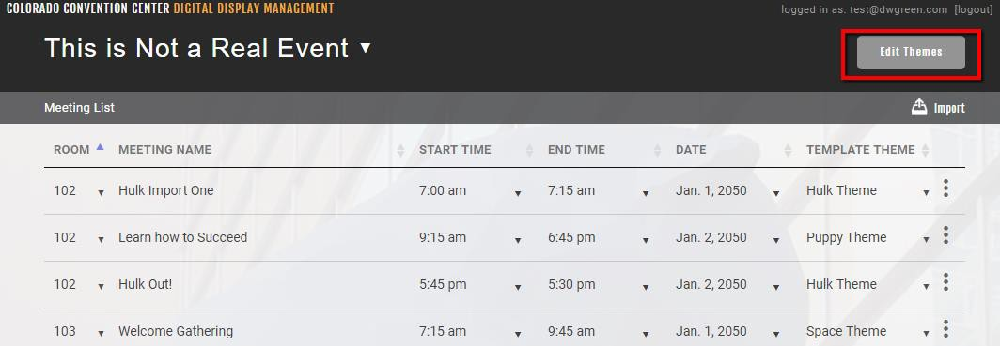 COLORADO CONVENTION CENTER DIGITAL DISPLAY MANAGEMENT
logged in as: test@dwgreen.com [logout]
This is Not a Real Event
Edit Themes
Meeting List
Import
ROOM MEETING NAME START TIME END TIME DATE TEMPLATE THEME
102 Hulk Import One 7:00 am 7:15 am Jan. 1, 2050 Hulk Theme
102 Learn how to Succeed 9:15 am 6:45 pm Jan. 2, 2050 Puppy Theme
102 Hulk Out! 5:45 pm 5:30 pm Jan. 2, 2050 Hulk Theme
103 Welcome Gathering 7:15 am 9:45 am Jan. 1, 2050 Space Theme